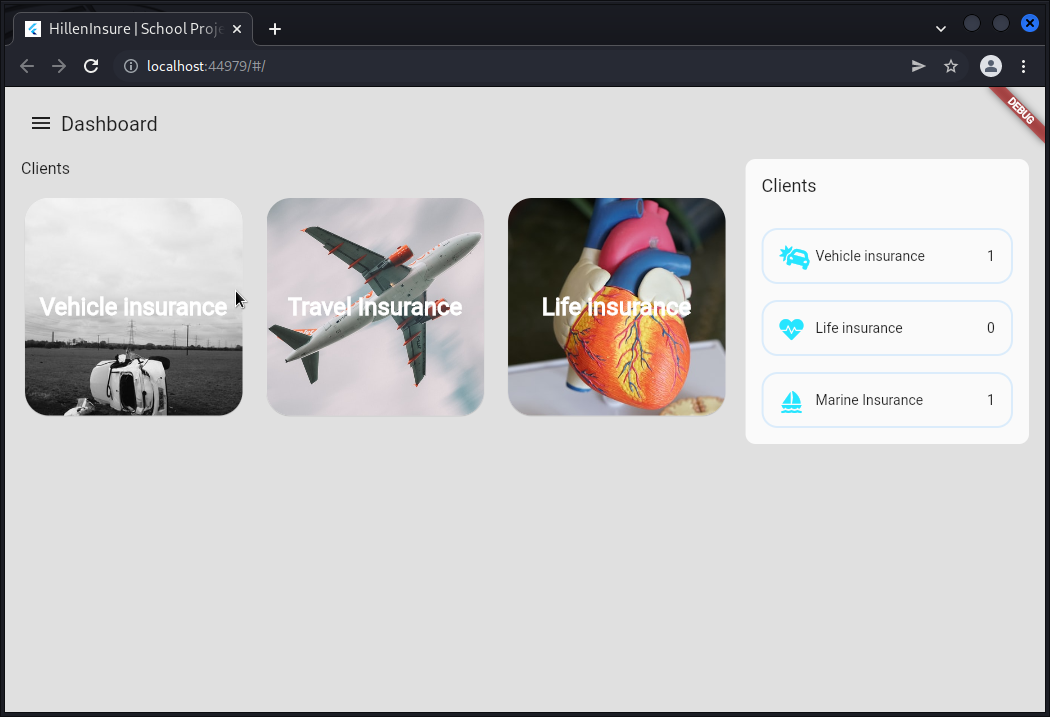 HillenInsure | School Proje
localhost:44979/#/
DEBUG
Dashboard
Clients
Vehicle insurance
Travel Insurance
Life insurance
Clients
Vehicle insurance 1
Life insurance 0
Marine Insurance 1